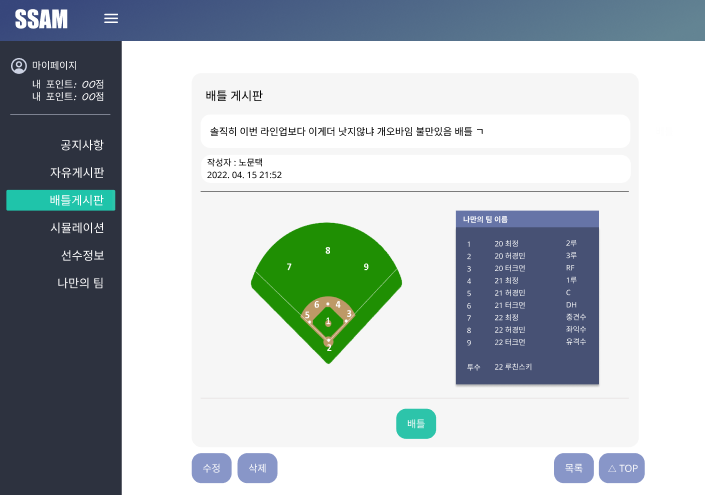 SSAM
마이페이지
내 포인트: OO점
내 포인트: OO점
공지사항
자유게시판
배틀게시판
시뮬레이션
선수정보
나만의 팀
배틀 게시판
솔직히 이번 라인업보다 이게더 낫지않냐 개오바임 불만있음 배틀 ㄱ
작성자 : 노문택
2022. 04. 15 21:52
8
7 9
6 4
5 1 3
2
나만의 팀 이름
1 20 최정 2루
2 20 허경민 3루
3 20 터크먼 RF
4 21 최정 1루
5 21 허경민 C
6 21 터크먼 DH
7 22 최정 중견수
8 22 허경민 좌익수
9 22 터크먼 유격수
투수 22 루친스키
배틀
수정 삭제 목록 △ TOP